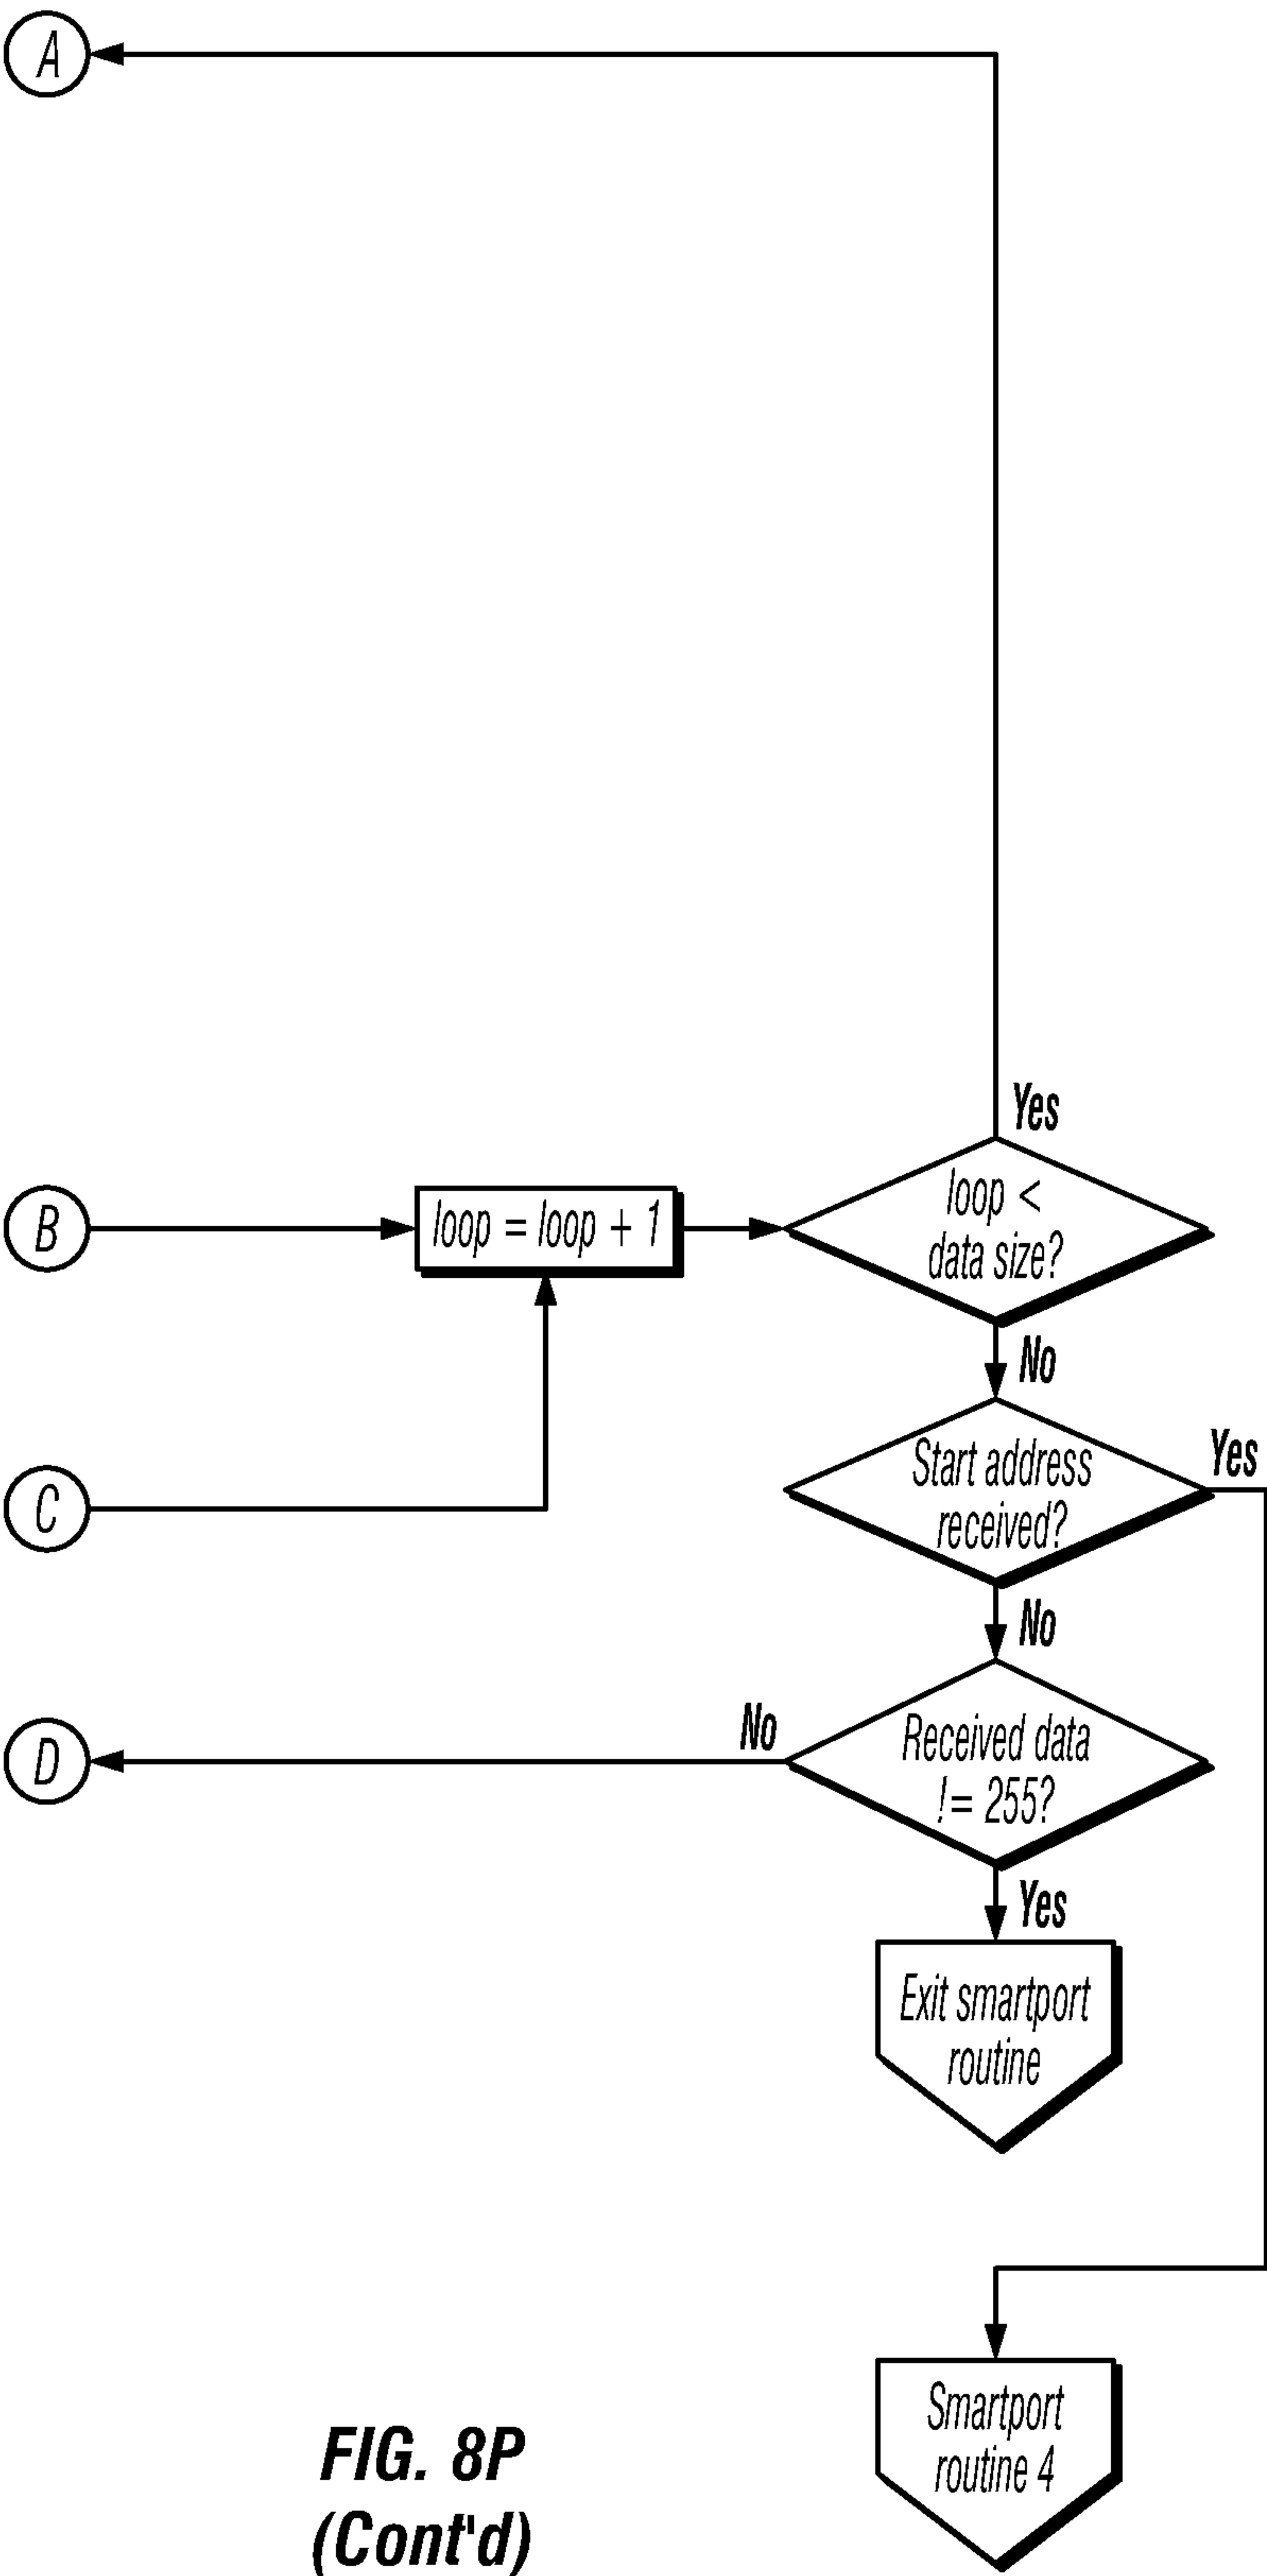 A
Yes
B
loop = loop + 1
loop <
data size?
No
C
Start address
received?
Yes
No
D
No
Received data
!= 255?
Yes
Exit smartport
routine
Smartport
routine 4
FIG. 8P
(Cont'd)